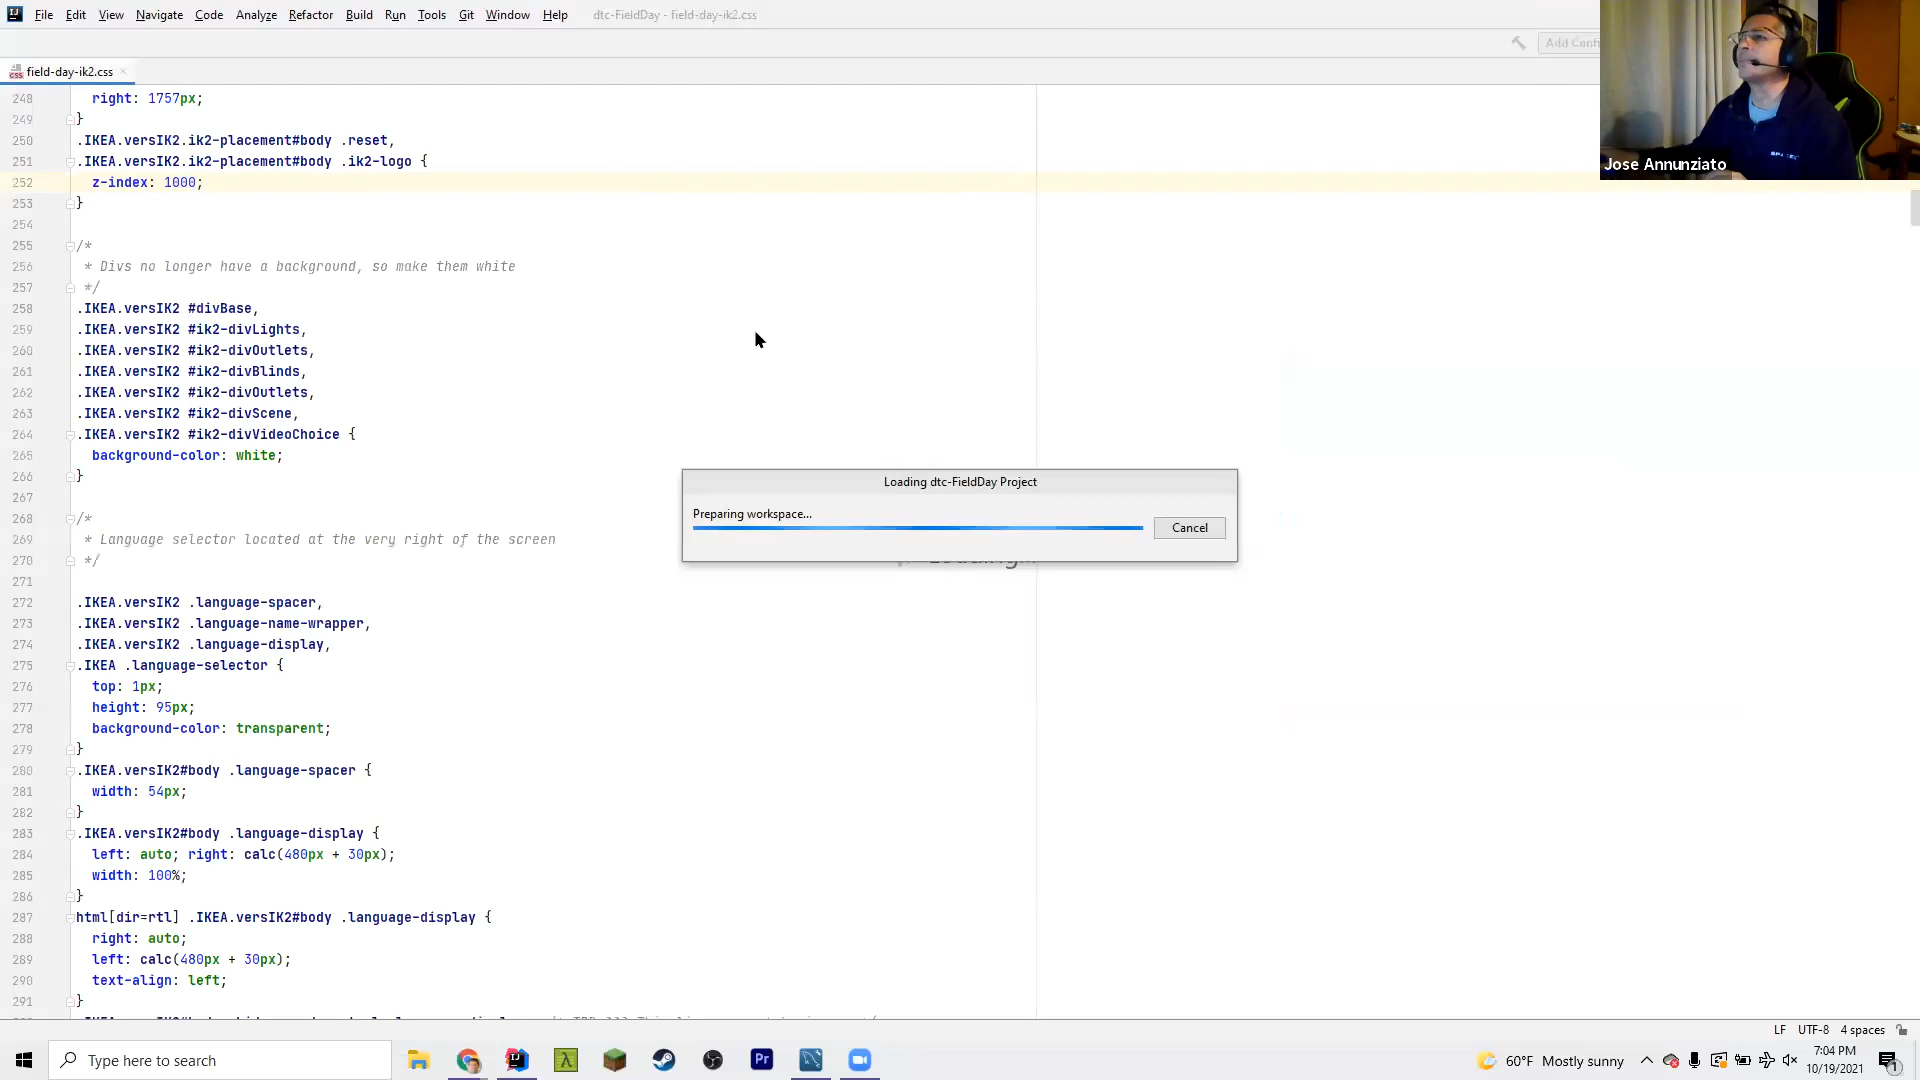 File Edit View Navigate Code Analyze Refactor Build Run Tools Git Window Help dtc-FieldDay - field-day-ik2.css
Add Confi
field-day-ik2.css
Jose Annunziato
248 right: 1757px;
249 }
250 .IKEA.versIK2.ik2-placement#body .reset,
251 .IKEA.versIK2.ik2-placement#body .ik2-logo {
252 z-index: 1000;
253 }
254
255 /*
256 * Divs no longer have a background, so make them white
257 */
258 .IKEA.versIK2 #divBase,
259 .IKEA.versIK2 #ik2-divLights,
260 .IKEA.versIK2 #ik2-divOutlets,
261 .IKEA.versIK2 #ik2-divBlinds,
262 .IKEA.versIK2 #ik2-divOutlets,
263 .IKEA.versIK2 #ik2-divScene,
264 .IKEA.versIK2 #ik2-divVideoChoice {
265 background-color: white;
266 }
267
268 /*
269 * Language selector located at the very right of the screen
270 */
271
272 .IKEA.versIK2 .language-spacer,
273 .IKEA.versIK2 .language-name-wrapper,
274 .IKEA.versIK2 .language-display,
275 .IKEA .language-selector {
276 top: 1px;
277 height: 95px;
278 background-color: transparent;
279 }
280 .IKEA.versIK2#body .language-spacer {
281 width: 54px;
282 }
283 .IKEA.versIK2#body .language-display {
284 left: auto; right: calc(480px + 30px);
285 width: 100%;
286 }
287 html[dir=rtl] .IKEA.versIK2#body .language-display {
288 right: auto;
289 left: calc(480px + 30px);
290 text-align: left;
291 }
Loading dtc-FieldDay Project
Preparing workspace...
Cancel
LF UTF-8 4 spaces
Type here to search
Pr
60°F Mostly sunny
7:04 PM
10/19/2021
1